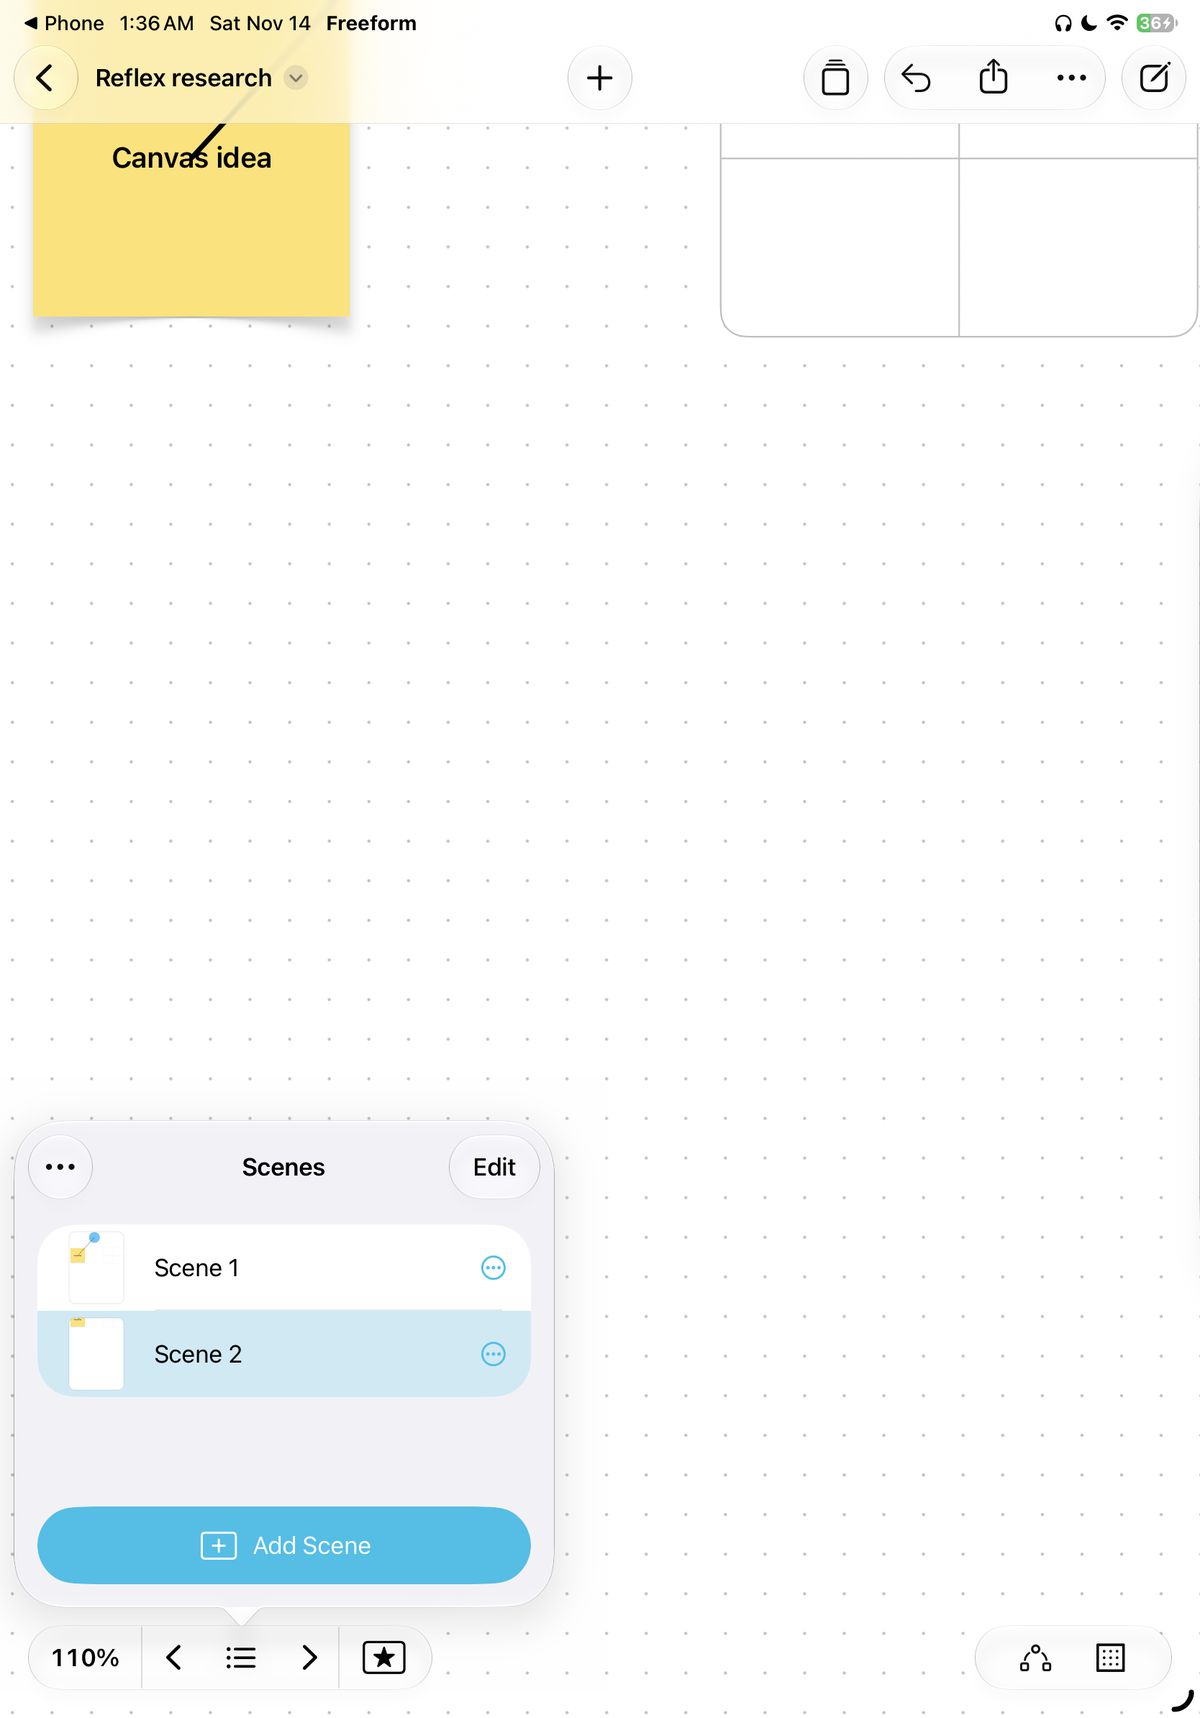 Phone 1:36 AM Sat Nov 14 Freeform 36
Reflex research
Canvas idea
Scenes Edit
Scene 1
Scene 2
Add Scene
110%